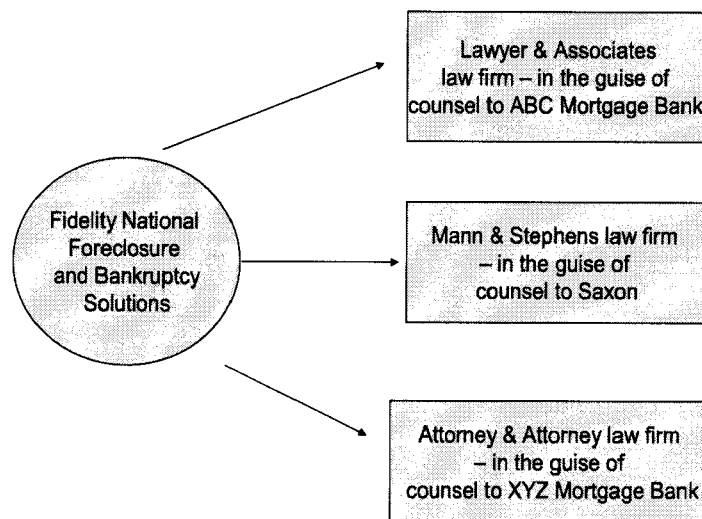 Lawyer & Associates
law firm – in the guise of
counsel to ABC Mortgage Bank
Fidelity National
Foreclosure
and Bankruptcy
Solutions
Mann & Stephens law firm
– in the guise of
counsel to Saxon
Attorney & Attorney law firm
– in the guise of
counsel to XYZ Mortgage Bank